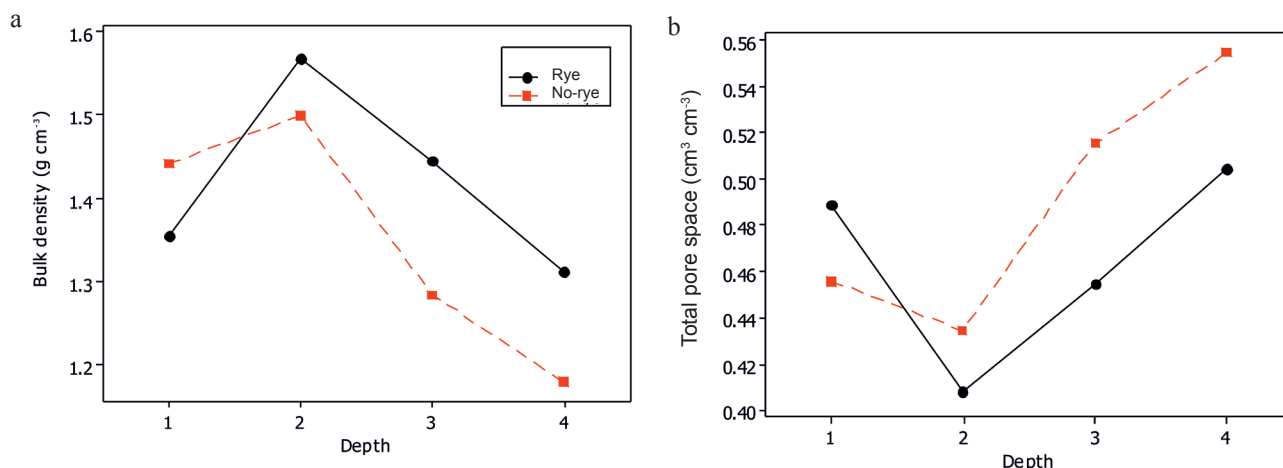 a
1.6
1.5
1.4
1.3
1.2
Bulk density (g cm⁻³)
1
2
3
4
Depth
Rye
No-rye
b
0.56
0.54
0.52
0.50
0.48
0.46
0.44
0.42
0.40
Total pore space (cm³ cm⁻³)
1
2
3
4
Depth